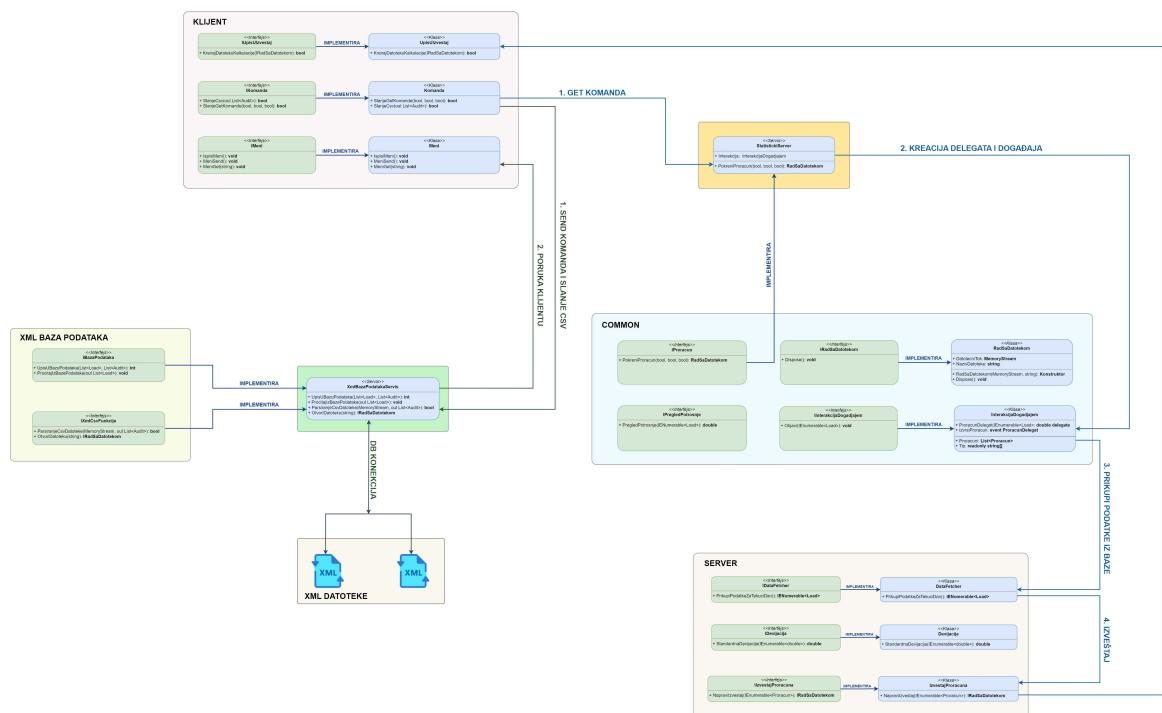 KLIJENT
<<Interfejs>>
IUpisUIzvestaj
+ KreirajDatotekaKalkulacije(IRadSaDatotekom): bool
IMPLEMENTIRA
<<Klasa>>
UpisUIzvestaj
+ KreirajDatotekaKalkulacije(IRadSaDatotekom): bool
<<Interfejs>>
IKomanda
+ SlanjeCsv(out List<Audit>): bool
+ SlanjeGetKomande(bool, bool, bool): bool
IMPLEMENTIRA
<<Klasa>>
Komanda
+ SlanjeGetKomande(bool, bool, bool): bool
+ SlanjeCsv(out List<Audit>): bool
<<Interfejs>>
IMeni
+ IspisMeni(): void
+ MeniSend(): void
+ MeniGet(string): void
IMPLEMENTIRA
<<Klasa>>
Meni
+ IspisMeni(): void
+ MeniSend(): void
+ MeniGet(string): void
1. GET KOMANDA
<<Server>>
StatistickiServer
+ Interakcija: InterakcijaDogadjajem
+ PokreniProracun(bool, bool, bool): RadSaDatotekom
2. KREACIJA DELEGATA I DOGAĐAJA
1. SEND KOMANDA I SLANJE CSV
2. PORUKA KLIJENTU
IMPLEMENTIRA
XML BAZA PODATAKA
<<Interfejs>>
IBazaPodataka
+ UpisUBazuPodataka(List<Load>, List<Audit>): int
+ ProcitajIzBazePodataka(out List<Load>): void
IMPLEMENTIRA
<<Interfejs>>
IXmlCsvFunkcije
+ ParsiranjeCsvDatoteke(MemoryStream, out List<Audit>): bool
+ OtvoriDatoteku(string): IRadSaDatotekom
IMPLEMENTIRA
<<Servis>>
XmlBazaPodatakaServis
+ UpisUBazuPodataka(List<Load>, List<Audit>): int
+ ProcitajIzBazePodataka(out List<Load>): void
+ ParsiranjeCsvDatoteke(MemoryStream, out List<Audit>): bool
+ OtvoriDatoteku(string): IRadSaDatotekom
DB KONEKCIJA
XML
XML
XML DATOTEKE
COMMON
<<Interfejs>>
IProracun
+ PokreniProracun(bool, bool, bool): RadSaDatotekom
<<Interfejs>>
IRadSaDatotekom
+ Dispose(): void
IMPLEMENTIRA
<<Klasa>>
RadSaDatotekom
+ DatotecniTok: MemoryStream
+ NazivDatoteke: string
+ RadSaDatotekom(MemoryStream, string): Konstruktor
+ Dispose(): void
<<Interfejs>>
IPregledPotrosnje
+ PregledPotrosnje(IENumerable<Load>): double
<<Interfejs>>
IInterakcijaDogadjajem
+ Objavi(IENumerable<Load>): void
IMPLEMENTIRA
<<Klasa>>
InterakcijaDogadjajem
+ ProracunDelegat(IENumerable<Load>): double delegate
+ IzvrsiProracun: event ProracunDelegat
+ Proracuni: List<Proracun>
+ Tip: readonly string[]
3. PRIKUPI PODATKE IZ BAZE
SERVER
<<Interfejs>>
IDataFetcher
+ PrikupiPodatkeZaTekuciDan(): IENumerable<Load>
IMPLEMENTIRA
<<Klasa>>
DataFetcher
+ PrikupiPodatkeZaTekuciDan(): IENumerable<Load>
<<Interfejs>>
IDevijacija
+ StandardnaDevijacija(IEnumerable<double>): double
IMPLEMENTIRA
<<Klasa>>
Devijacija
+ StandardnaDevijacija(IEnumerable<double>): double
4. IZVEŠTAJ
<<Interfejs>>
IIzvestajProracuna
+ NapraviIzvestaj(IENumerable<Proracun>): IRadSaDatotekom
IMPLEMENTIRA
<<Klasa>>
IzvestajProracuna
+ NapraviIzvestaj(IENumerable<Proracun>): IRadSaDatotekom